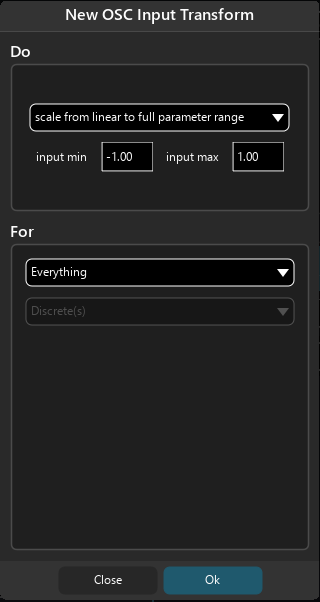 New OSC Input Transform
Do
scale from linear to full parameter range
input min -1.00 input max 1.00
For
Everything
Discrete(s)
Close Ok